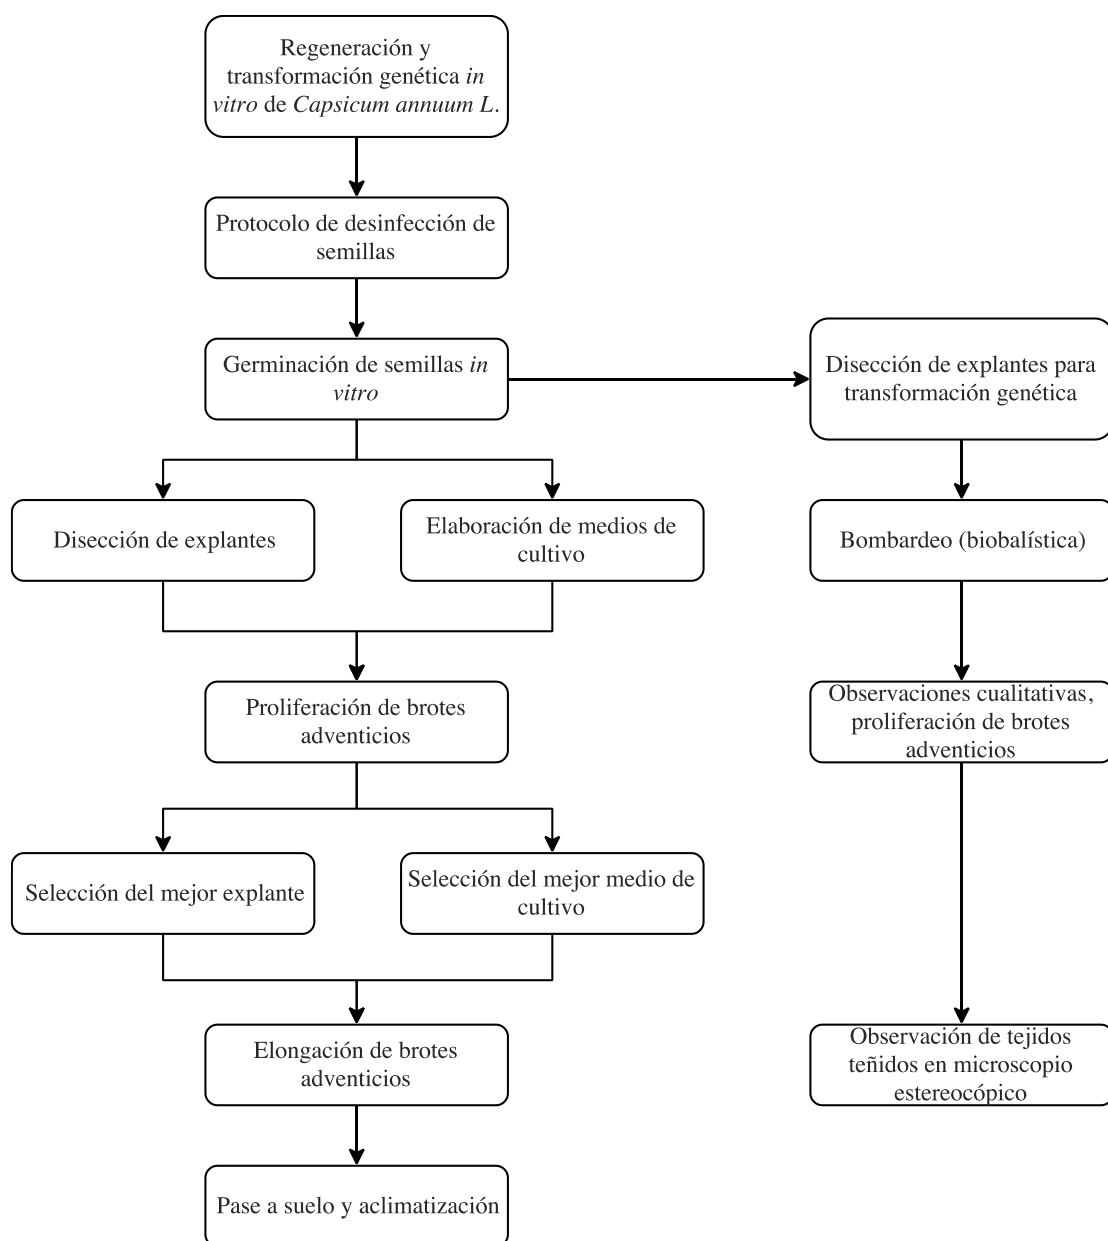 Regeneración y
transformación genética in
vitro de Capsicum annuum L.
Protocolo de desinfección de
semillas
Germinación de semillas in
vitro
Disección de explantes para
transformación genética
Disección de explantes
Elaboración de medios de
cultivo
Bombardeo (biobalística)
Proliferación de brotes
adventicios
Observaciones cualitativas,
proliferación de brotes
adventicios
Selección del mejor explante
Selección del mejor medio de
cultivo
Elongación de brotes
adventicios
Observación de tejidos
teñidos en microscopio
estereocópico
Pase a suelo y aclimatización